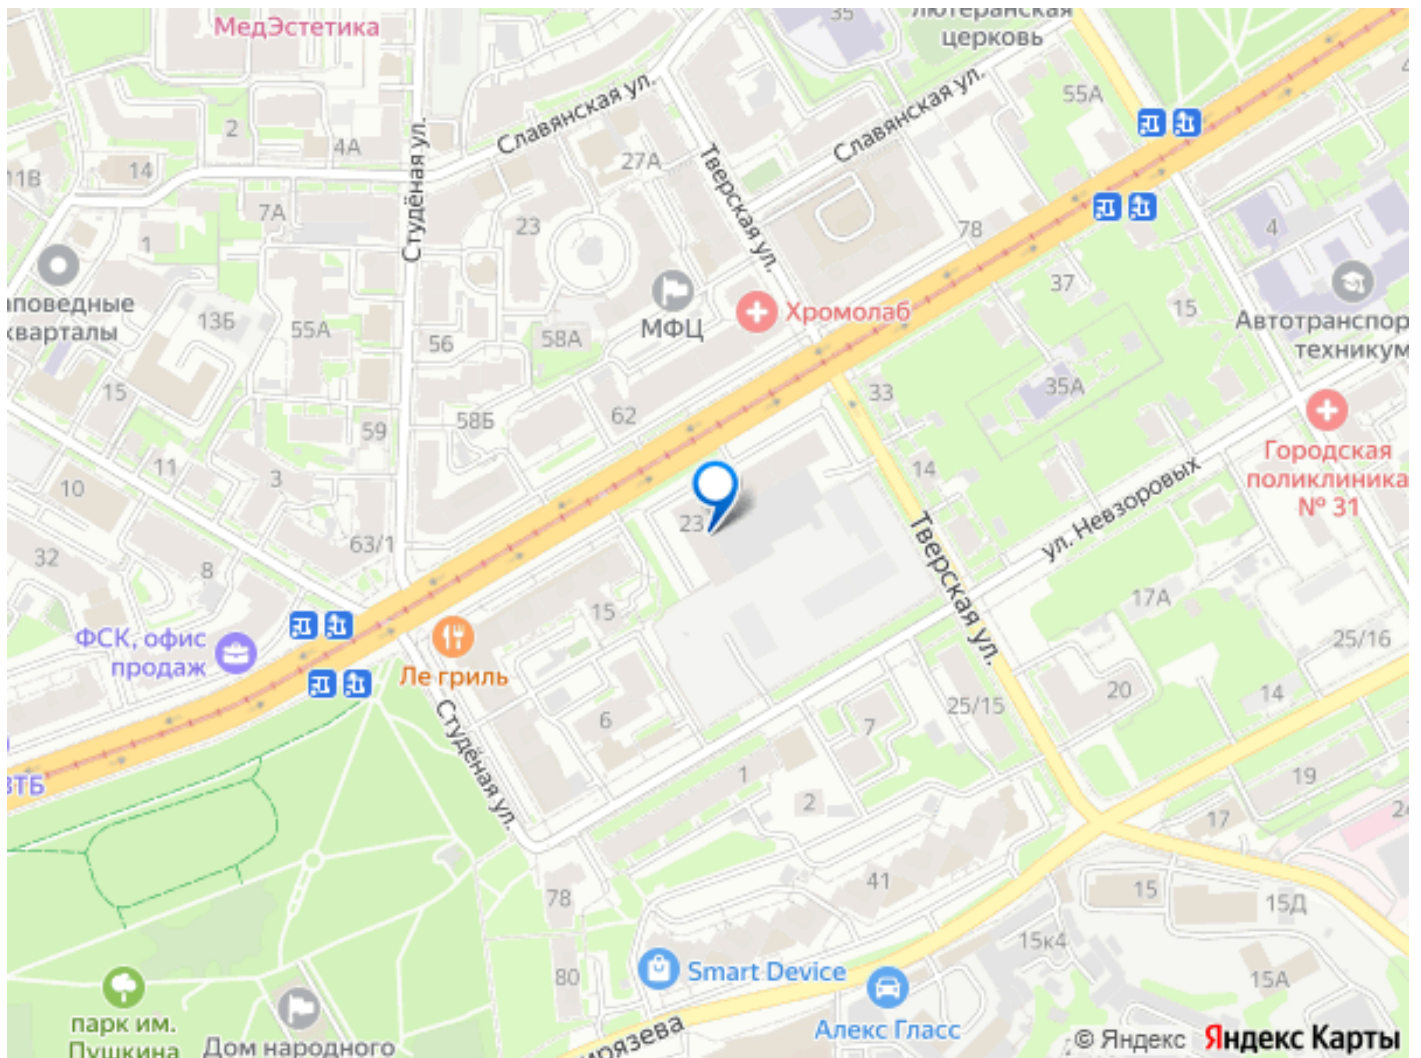 МедЭстетика
35
лютеранская
церковь
55А
Славянская ул.
Славянская ул.
Студёная ул.
2
4А
14
11В
27А
Тверская ул.
7А
23
78
4
1
37
15
аповедные
кварталы
13Б
55А
56
58А
МФЦ
Хромолаб
Автотранспор
техникум
15
62
58Б
33
35А
59
11
3
14
Городская
поликлиника
№ 31
10
23
ул. Невзоровых
63/1
32
8
Тверская ул.
17А
15
25/16
ФСК, офис
продаж
Ле гриль
6
7
25/15
20
14
Студёная ул.
ВТБ
1
2
19
17
24
41
15
15Д
78
15к4
80
Smart Device
15А
парк им.
Пушкина
Дом народного
Алекс Гласс
ирязева
© Яндекс Яндекс Карты